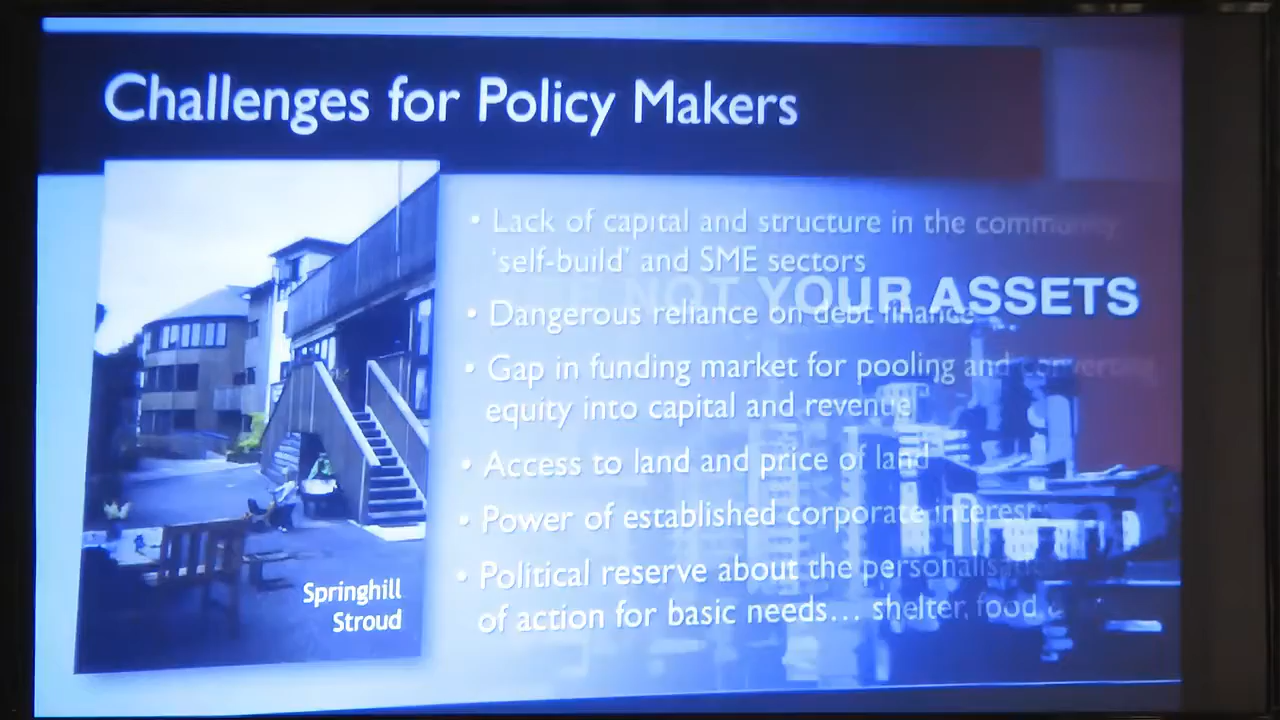 Challenges for Policy Makers
• Lack of capital and structure in the community
'self-build' and SME sectors
NOT YOUR ASSETS
• Dangerous reliance on debt finance
• Gap in funding market for pooling and converting
equity into capital and revenue
• Access to land and price of land
• Power of established corporate interests
• Political reserve about the
of action for basic needs... shelter, food
Springhill
Stroud